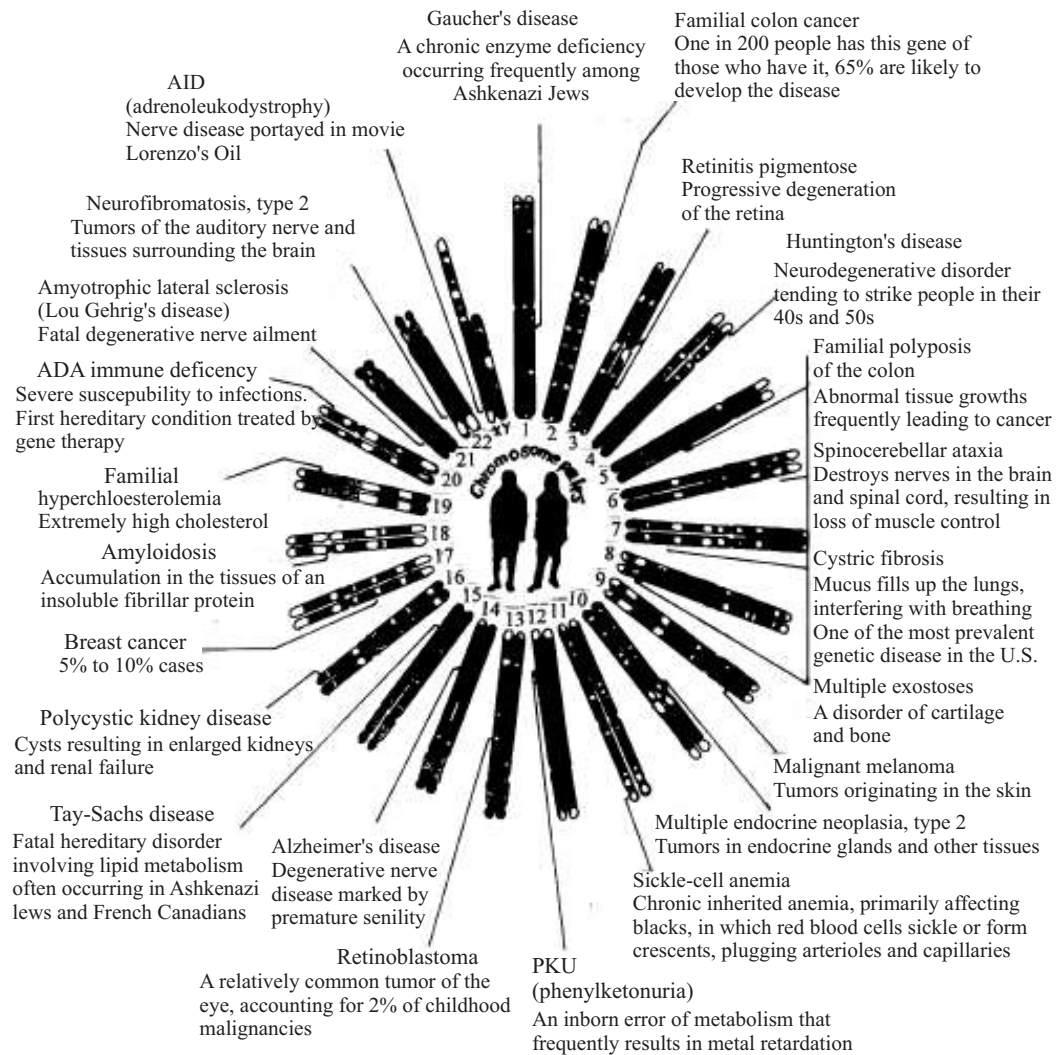 Gaucher's disease
A chronic enzyme deficiency
occurring frequently among
Ashkenazi Jews
Familial colon cancer
One in 200 people has this gene of
those who have it, 65% are likely to
develop the disease
Retinitis pigmentose
Progressive degeneration
of the retina
Huntington's disease
Neurodegenerative disorder
tending to strike people in their
40s and 50s
Familial polyposis
of the colon
Abnormal tissue growths
frequently leading to cancer
Spinocerebellar ataxia
Destroys nerves in the brain
and spinal cord, resulting in
loss of muscle control
Cystric fibrosis
Mucus fills up the lungs,
interfering with breathing
One of the most prevalent
genetic disease in the U.S.
Multiple exostoses
A disorder of cartilage
and bone
Malignant melanoma
Tumors originating in the skin
Multiple endocrine neoplasia, type 2
Tumors in endocrine glands and other tissues
Sickle-cell anemia
Chronic inherited anemia, primarily affecting
blacks, in which red blood cells sickle or form
crescents, plugging arterioles and capillaries
PKU
(phenylketonuria)
An inborn error of metabolism that
frequently results in metal retardation
Retinoblastoma
A relatively common tumor of the
eye, accounting for 2% of childhood
malignancies
Alzheimer's disease
Degenerative nerve
disease marked by
premature senility
Tay-Sachs disease
Fatal hereditary disorder
involving lipid metabolism
often occurring in Ashkenazi
lews and French Canadians
Polycystic kidney disease
Cysts resulting in enlarged kidneys
and renal failure
Breast cancer
5% to 10% cases
Amyloidosis
Accumulation in the tissues of an
insoluble fibrillar protein
Familial
hyperchloesterolemia
Extremely high cholesterol
ADA immune deficency
Severe suscepubility to infections.
First hereditary condition treated by
gene therapy
Amyotrophic lateral sclerosis
(Lou Gehrig's disease)
Fatal degenerative nerve ailment
Neurofibromatosis, type 2
Tumors of the auditory nerve and
tissues surrounding the brain
AID
(adrenoleukodystrophy)
Nerve disease portayed in movie
Lorenzo's Oil
Chromosome pairs
1
2
3
4
5
6
7
8
9
10
11
12
13
14
15
16
17
18
19
20
21
22
XY